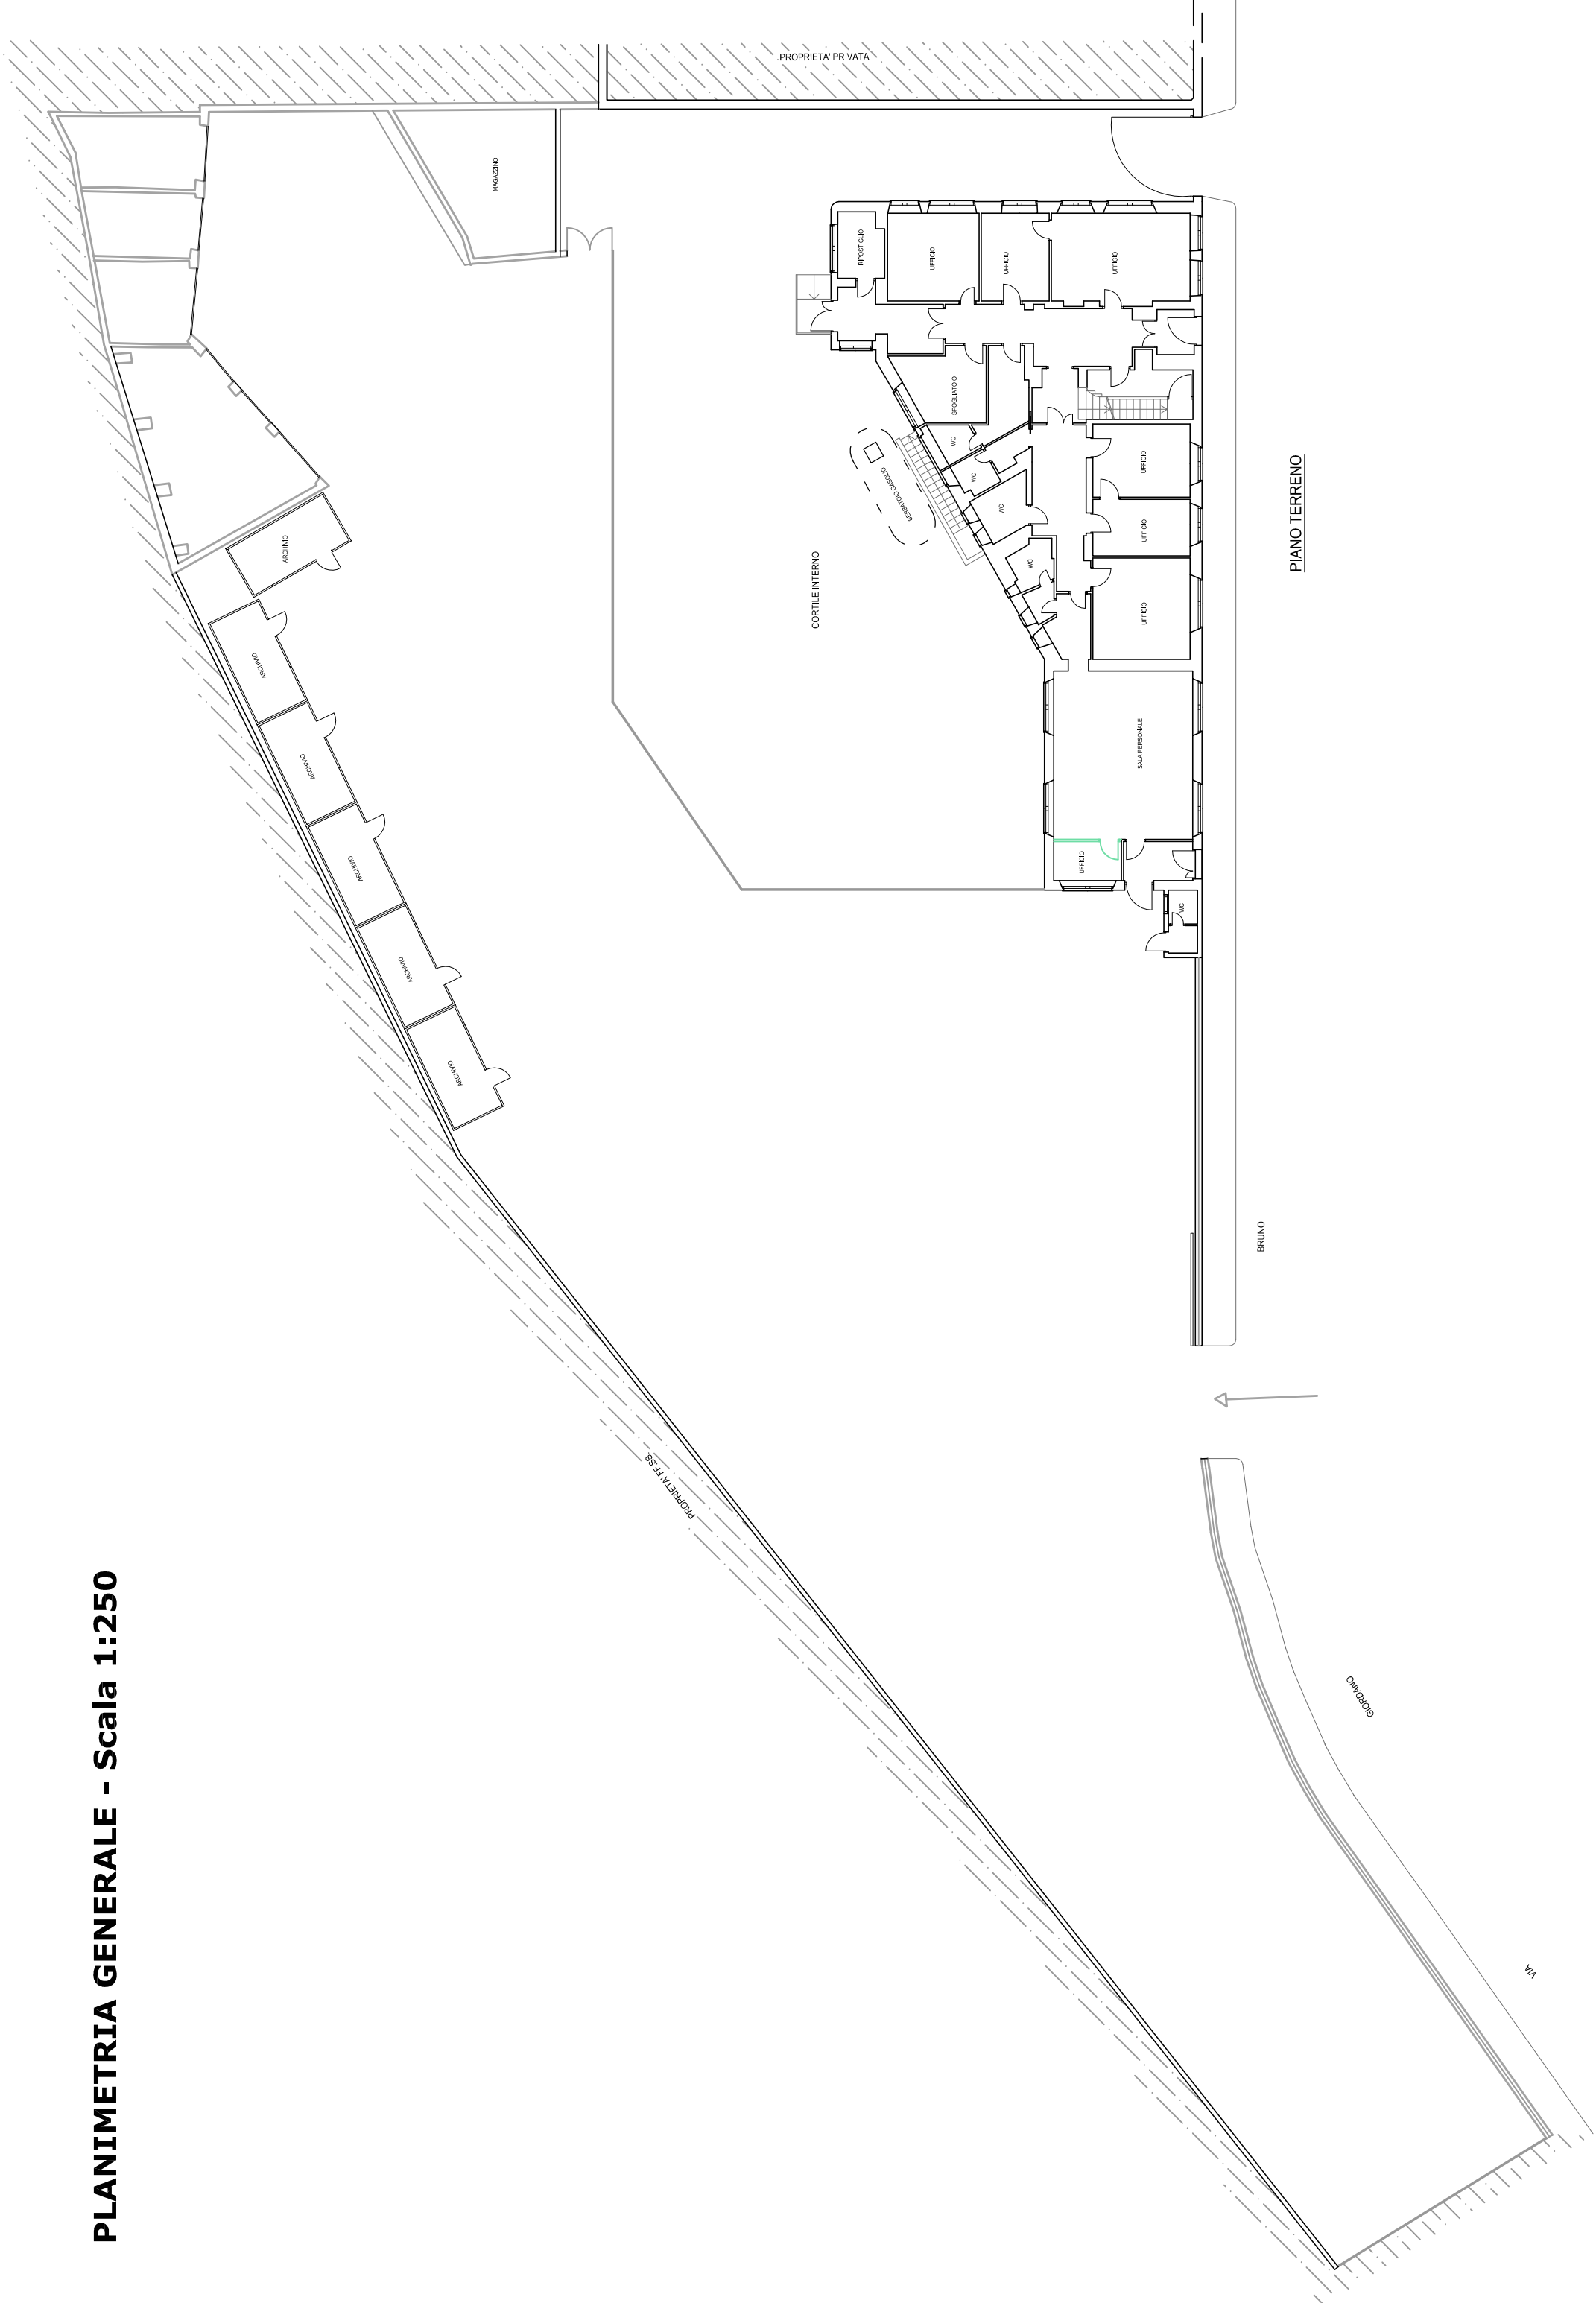 PROPRIETA' PRIVATA
MAGAZZINO
RIPOSTIGLIO
UFFICIO
UFFICIO
UFFICIO
SPOGLIATOIO
WC
WC
WC
WC
SERBATOIO GASOLIO
UFFICIO
UFFICIO
UFFICIO
CORTILE INTERNO
PIANO TERRENO
SALA PERSONALE
UFFICIO
WC
ARCHIVIO
ARCHIVIO
ARCHIVIO
ARCHIVIO
ARCHIVIO
ARCHIVIO
PROPRIETA' FF.SS.
BRUNO
GIORDANO
VIA
PLANIMETRIA GENERALE - Scala 1:250